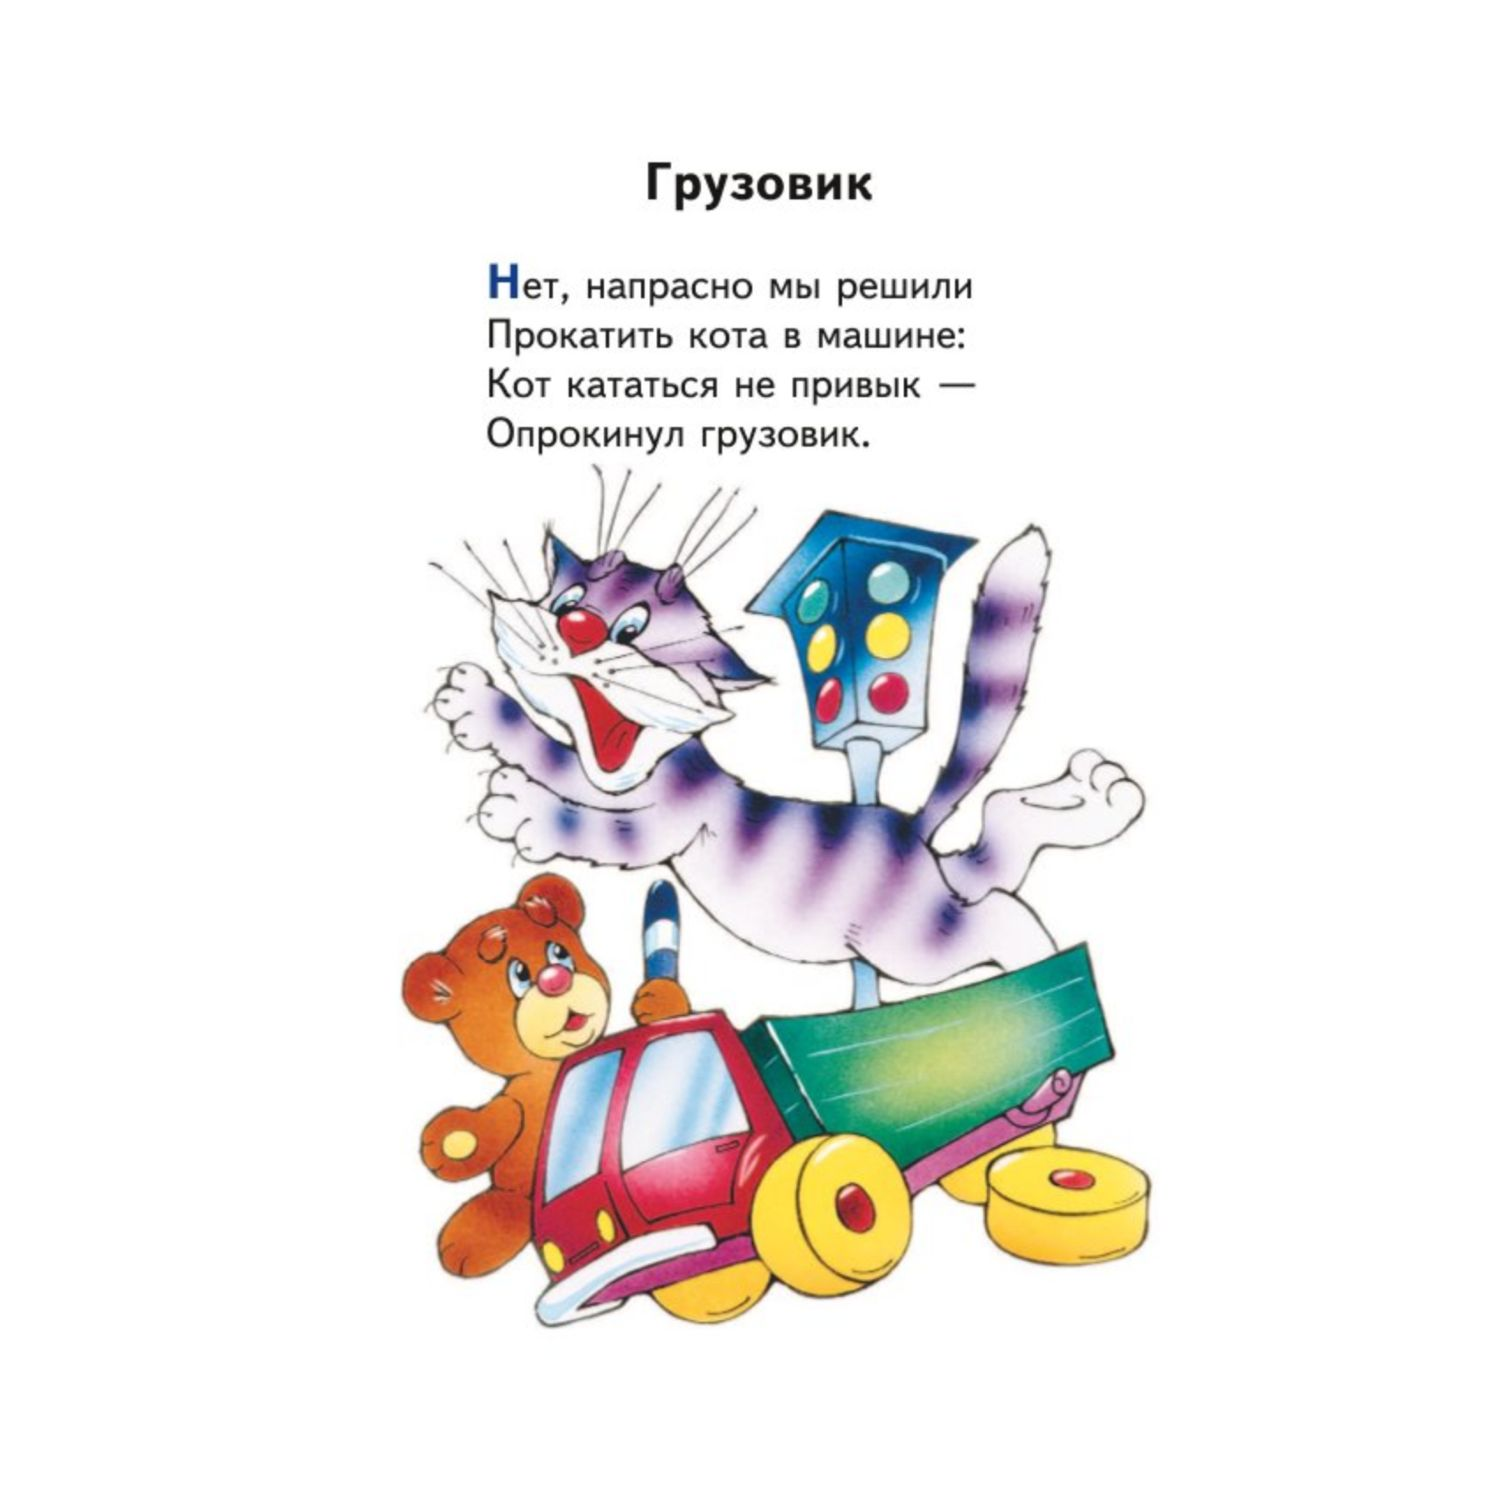 Грузовик
Нет, напрасно мы решили
Прокатить кота в машине:
Кот кататься не привык —
Опрокинул грузовик.